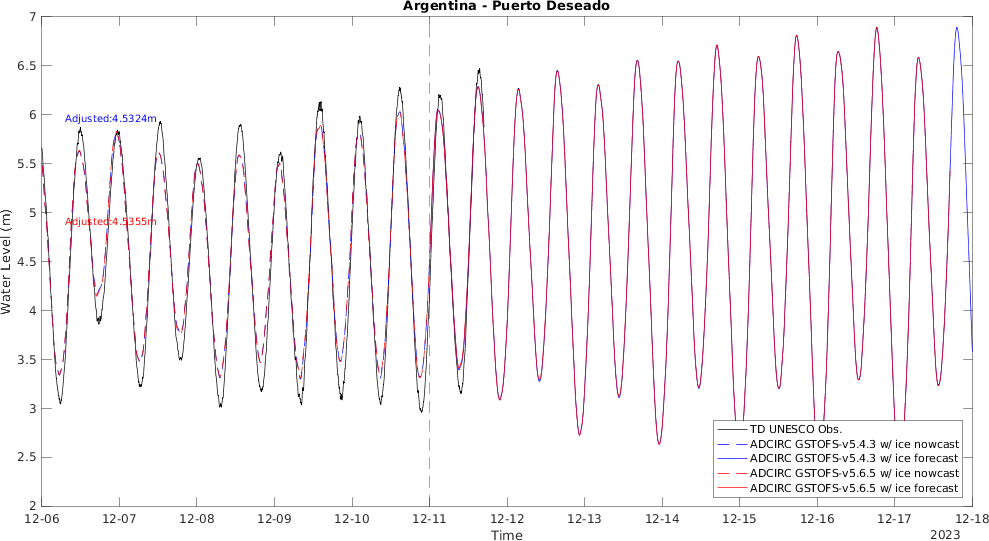 Argentina - Puerto Deseado
7
6.5
6
5.5
5
4.5
4
3.5
3
2.5
2
Water Level (m)
Adjusted:4.5324m
Adjusted:4.5355m
TD UNESCO Obs.
ADCIRC GSTOFS-v5.4.3 w/ ice nowcast
ADCIRC GSTOFS-v5.4.3 w/ ice forecast
ADCIRC GSTOFS-v5.6.5 w/ ice nowcast
ADCIRC GSTOFS-v5.6.5 w/ ice forecast
12-06 12-07 12-08 12-09 12-10 12-11 12-12 12-13 12-14 12-15 12-16 12-17 12-18
Time
2023